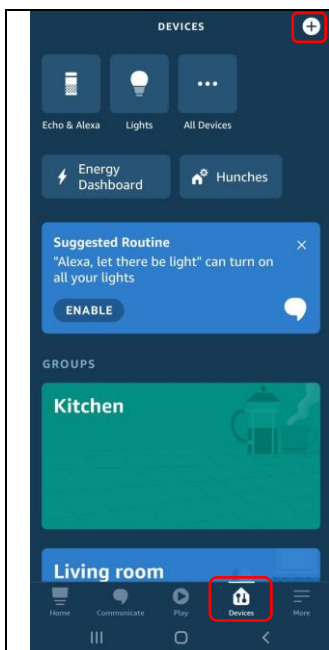 DEVICES
Echo & Alexa
Lights
All Devices
Energy
Dashboard
Hunches
Suggested Routine
"Alexa, let there be light" can turn on
all your lights
ENABLE
GROUPS
Kitchen
Living room
Home
Communicate
Play
Devices
More